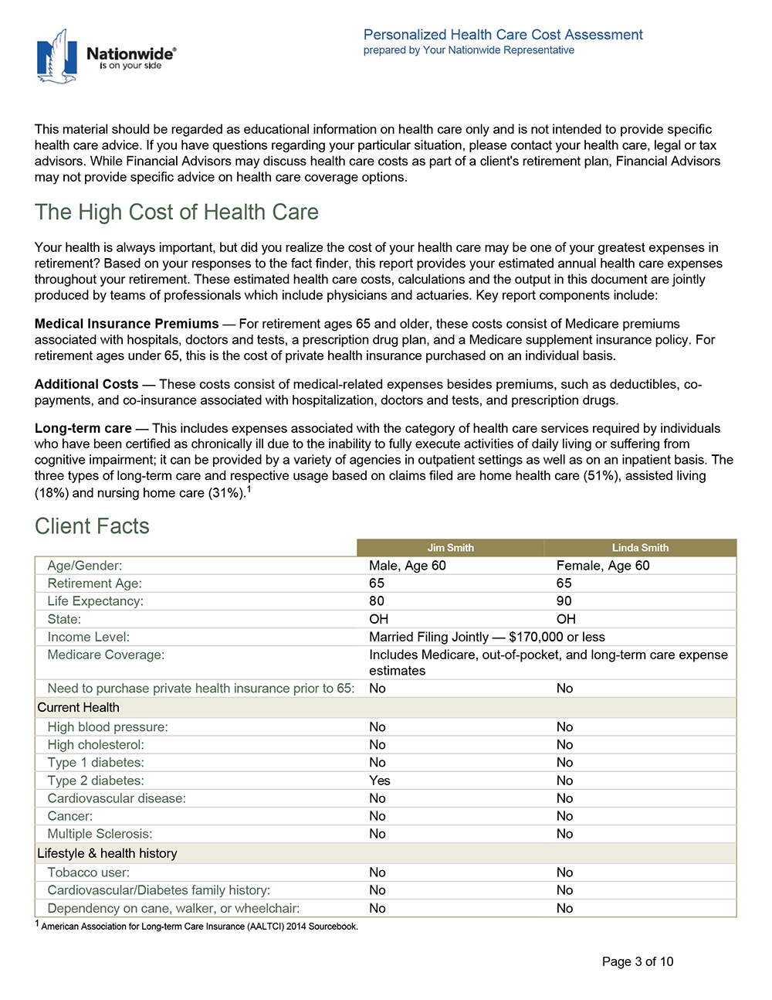 Nationwide®
is on your side
Personalized Health Care Cost Assessment
prepared by Your Nationwide Representative
This material should be regarded as educational information on health care only and is not intended to provide specific
health care advice. If you have questions regarding your particular situation, please contact your health care, legal or tax
advisors. While Financial Advisors may discuss health care costs as part of a client's retirement plan, Financial Advisors
may not provide specific advice on health care coverage options.
The High Cost of Health Care
Your health is always important, but did you realize the cost of your health care may be one of your greatest expenses in
retirement? Based on your responses to the fact finder, this report provides your estimated annual health care expenses
throughout your retirement. These estimated health care costs, calculations and the output in this document are jointly
produced by teams of professionals which include physicians and actuaries. Key report components include:
Medical Insurance Premiums — For retirement ages 65 and older, these costs consist of Medicare premiums
associated with hospitals, doctors and tests, a prescription drug plan, and a Medicare supplement insurance policy. For
retirement ages under 65, this is the cost of private health insurance purchased on an individual basis.
Additional Costs — These costs consist of medical-related expenses besides premiums, such as deductibles, co-
payments, and co-insurance associated with hospitalization, doctors and tests, and prescription drugs.
Long-term care — This includes expenses associated with the category of health care services required by individuals
who have been certified as chronically ill due to the inability to fully execute activities of daily living or suffering from
cognitive impairment; it can be provided by a variety of agencies in outpatient settings as well as on an inpatient basis. The
three types of long-term care and respective usage based on claims filed are home health care (51%), assisted living
(18%) and nursing home care (31%).1
Client Facts
Jim Smith Linda Smith
Age/Gender: Male, Age 60 Female, Age 60
Retirement Age: 65 65
Life Expectancy: 80 90
State: OH OH
Income Level: Married Filing Jointly — $170,000 or less
Medicare Coverage: Includes Medicare, out-of-pocket, and long-term care expense
estimates
Need to purchase private health insurance prior to 65: No No
Current Health
High blood pressure: No No
High cholesterol: No No
Type 1 diabetes: No No
Type 2 diabetes: Yes No
Cardiovascular disease: No No
Cancer: No No
Multiple Sclerosis: No No
Lifestyle & health history
Tobacco user: No No
Cardiovascular/Diabetes family history: No No
Dependency on cane, walker, or wheelchair: No No
1 American Association for Long-term Care Insurance (AALTCI) 2014 Sourcebook.
Page 3 of 10